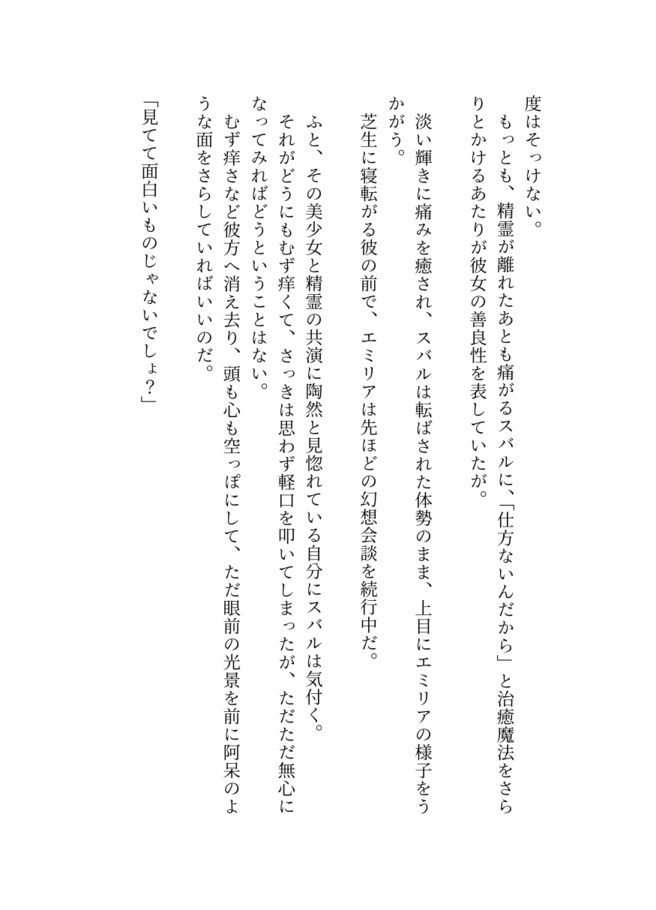 度はそっけない。
もっとも、精霊が離れたあとも痛がるスバルに、「仕方ないんだから」と治癒魔法をさら
りとかけるあたりが彼女の善良性を表していたが。
淡い輝きに痛みを癒され、スバルは転ばされた体勢のまま、上目にエミリアの様子をう
かがう。
芝生に寝転がる彼の前で、エミリアは先ほどの幻想会談を続行中だ。
ふと、その美少女と精霊の共演に陶然と見惚れている自分にスバルは気付く。
それがどうにもむず痒くて、さっきは思わず軽口を叩いてしまったが、ただただ無心に
なってみればどうということはない。
むず痒さなど彼方へ消え去り、頭も心も空っぽにして、ただ眼前の光景を前に阿呆のよ
うな面をさらしていればいいのだ。
「見てて面白いものじゃないでしょ？」